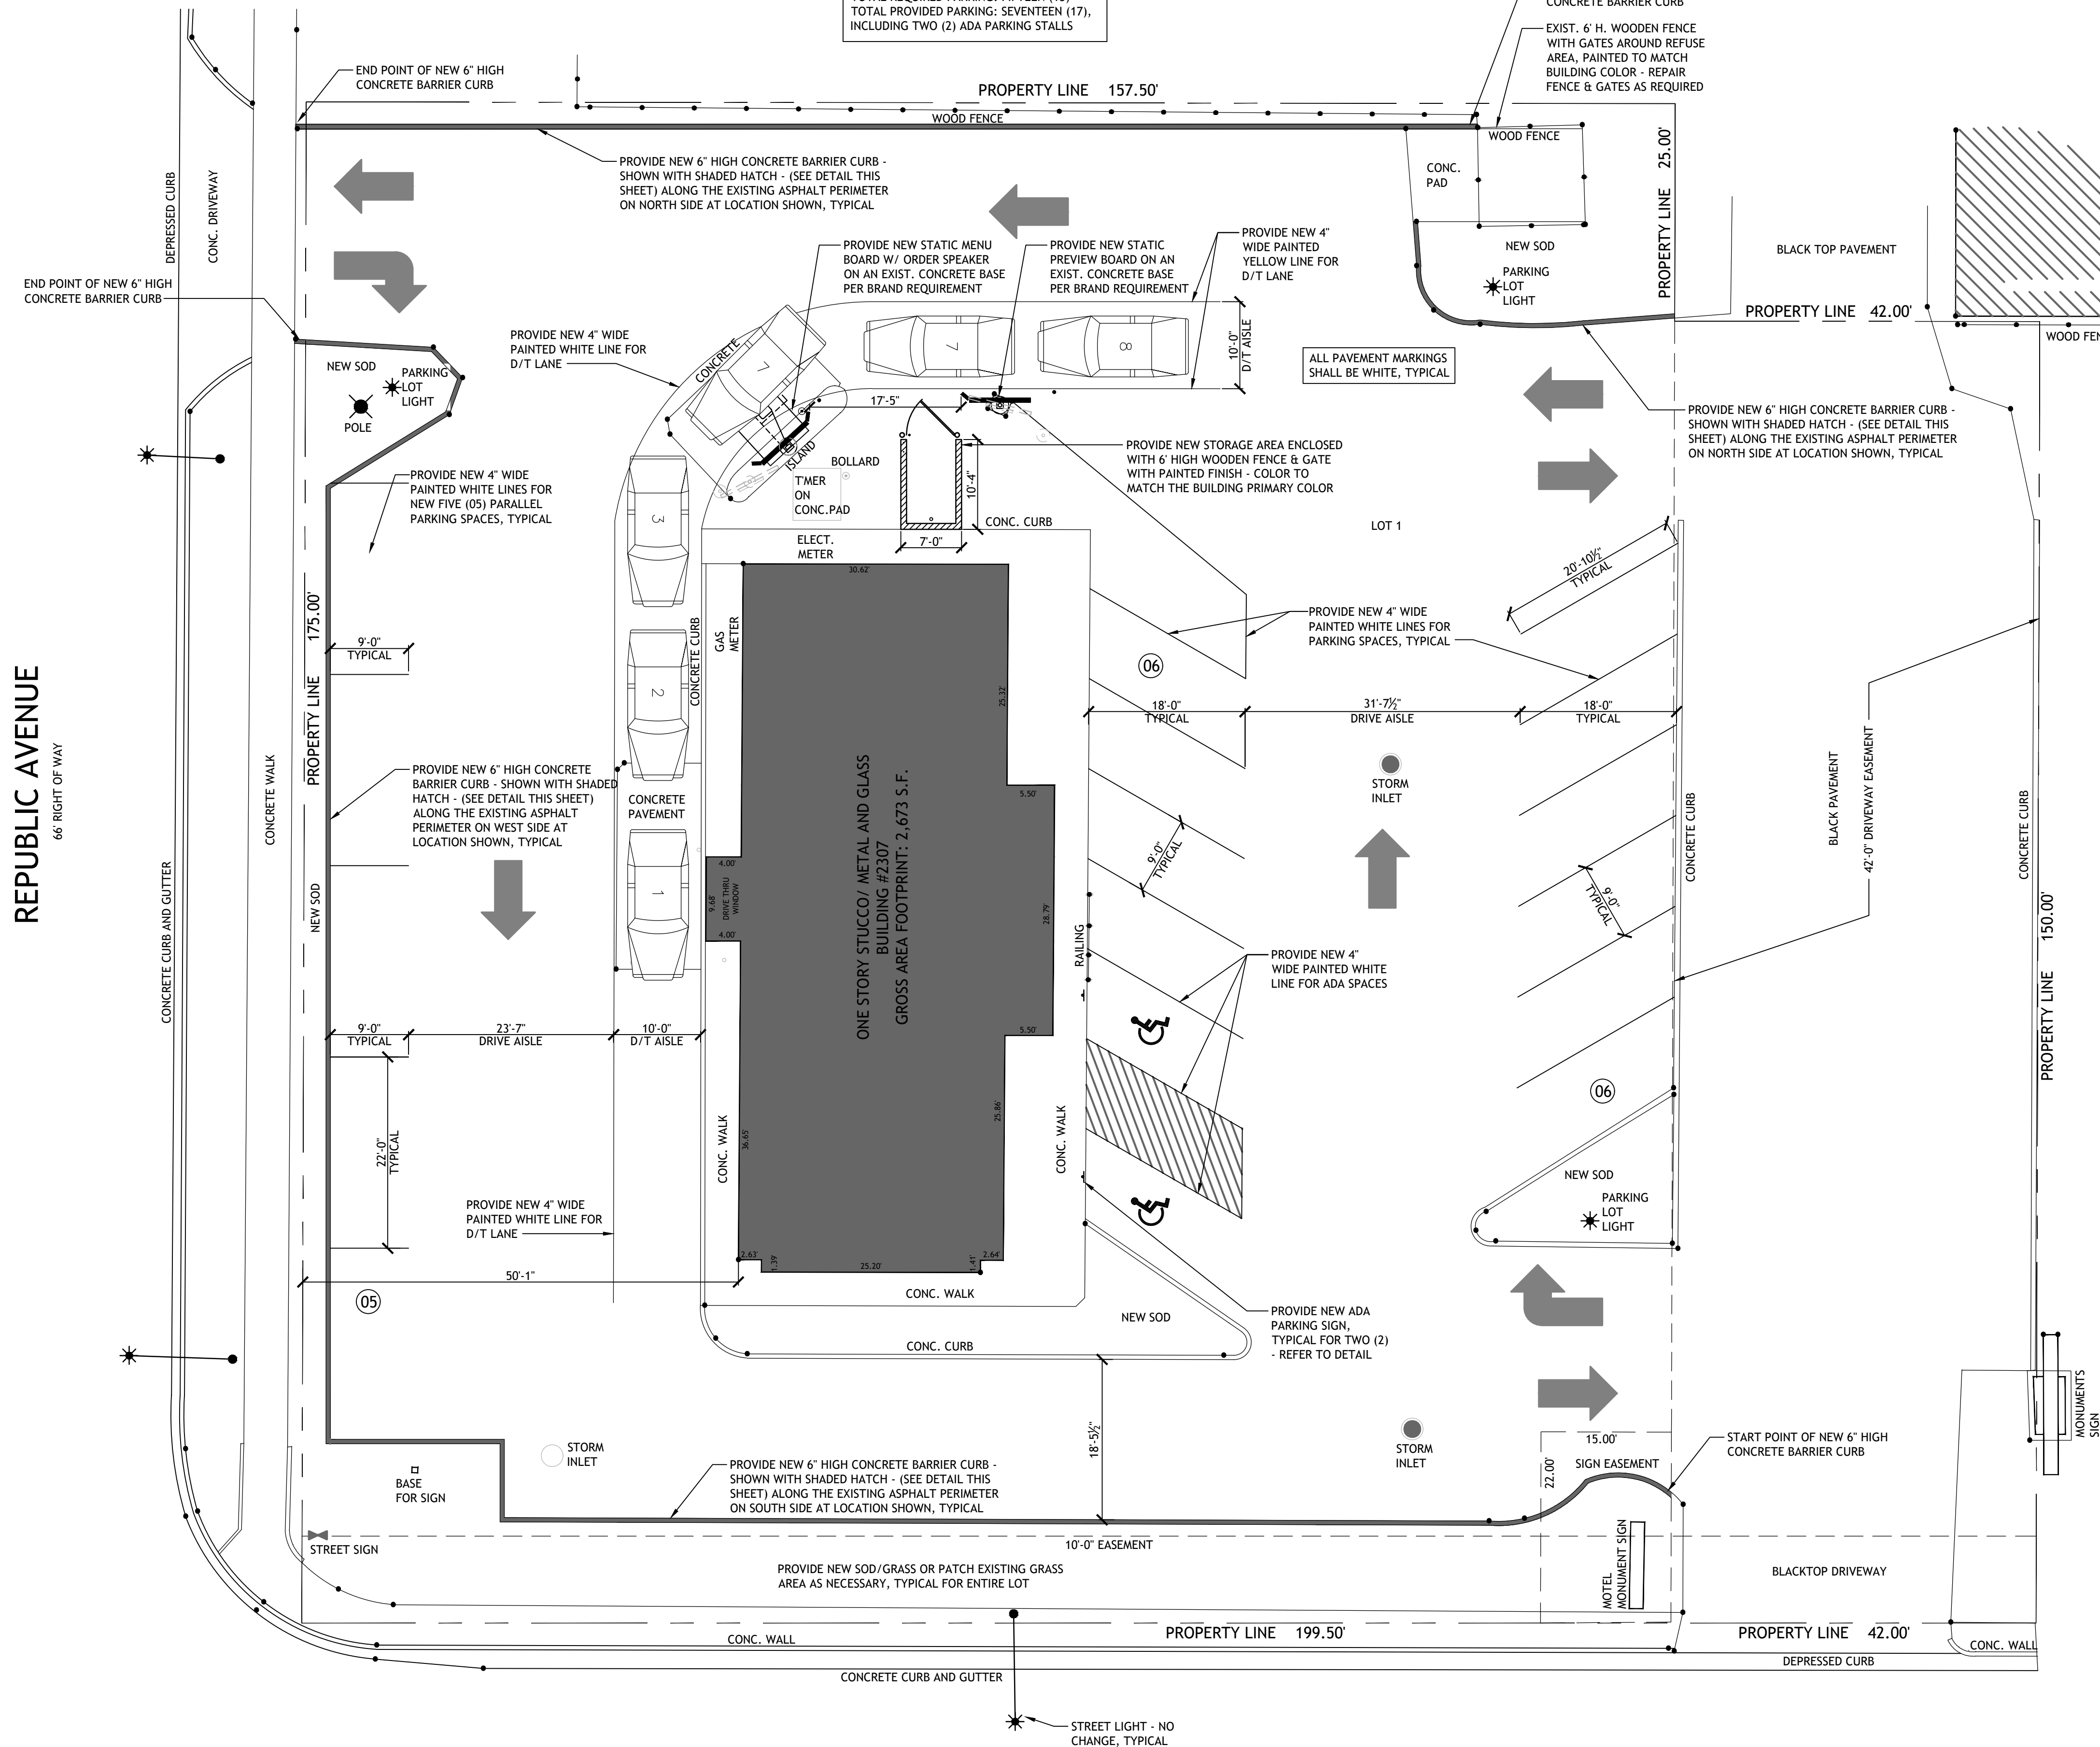 TOTAL PROVIDED PARKING: SEVENTEEN (17),
INCLUDING TWO (2) ADA PARKING STALLS
CONCRETE BARRIER CURB
EXIST. 6' H. WOODEN FENCE
WITH GATES AROUND REFUSE
AREA, PAINTED TO MATCH
BUILDING COLOR - REPAIR
FENCE & GATES AS REQUIRED
END POINT OF NEW 6" HIGH
CONCRETE BARRIER CURB
PROPERTY LINE 157.50'
WOOD FENCE
WOOD FENCE
PROPERTY LINE 25.00'
CONC.
PAD
PROVIDE NEW 6" HIGH CONCRETE BARRIER CURB -
SHOWN WITH SHADED HATCH - (SEE DETAIL THIS
SHEET) ALONG THE EXISTING ASPHALT PERIMETER
ON NORTH SIDE AT LOCATION SHOWN, TYPICAL
DEPRESSED CURB
CONC. DRIVEWAY
PROVIDE NEW STATIC MENU
BOARD W/ ORDER SPEAKER
ON AN EXIST. CONCRETE BASE
PER BRAND REQUIREMENT
PROVIDE NEW STATIC
PREVIEW BOARD ON AN
EXIST. CONCRETE BASE
PER BRAND REQUIREMENT
PROVIDE NEW 4"
WIDE PAINTED
YELLOW LINE FOR
D/T LANE
NEW SOD
PARKING
LOT
LIGHT
BLACK TOP PAVEMENT
END POINT OF NEW 6" HIGH
CONCRETE BARRIER CURB
PROPERTY LINE 42.00'
WOOD FEN
PROVIDE NEW 4" WIDE
PAINTED WHITE LINE FOR
D/T LANE
CONCRETE
7
7
8
10'-0"
D/T AISLE
ALL PAVEMENT MARKINGS
SHALL BE WHITE, TYPICAL
NEW SOD
PARKING
LOT
LIGHT
POLE
17'-5"
ISLAND
BOLLARD
T'MER
ON
CONC.PAD
10'-4"
PROVIDE NEW STORAGE AREA ENCLOSED
WITH 6' HIGH WOODEN FENCE & GATE
WITH PAINTED FINISH - COLOR TO
MATCH THE BUILDING PRIMARY COLOR
PROVIDE NEW 6" HIGH CONCRETE BARRIER CURB -
SHOWN WITH SHADED HATCH - (SEE DETAIL THIS
SHEET) ALONG THE EXISTING ASPHALT PERIMETER
ON NORTH SIDE AT LOCATION SHOWN, TYPICAL
PROVIDE NEW 4" WIDE
PAINTED WHITE LINES FOR
NEW FIVE (05) PARALLEL
PARKING SPACES, TYPICAL
3
CONC. CURB
7'-0"
ELECT.
METER
LOT 1
20'-10½"
TYPICAL
30.62'
PROPERTY LINE 175.00'
GAS
METER
CONCRETE CURB
PROVIDE NEW 4" WIDE
PAINTED WHITE LINES FOR
PARKING SPACES, TYPICAL
9'-0"
TYPICAL
2
25.32'
06
18'-0"
TYPICAL
31'-7½"
DRIVE AISLE
18'-0"
TYPICAL
REPUBLIC AVENUE
66' RIGHT OF WAY
CONCRETE WALK
PROVIDE NEW 6" HIGH CONCRETE
BARRIER CURB - SHOWN WITH SHADED
HATCH - (SEE DETAIL THIS SHEET)
ALONG THE EXISTING ASPHALT
PERIMETER ON WEST SIDE AT
LOCATION SHOWN, TYPICAL
CONCRETE
PAVEMENT
5.50'
STORM
INLET
BLACK PAVEMENT
42'-0" DRIVEWAY EASEMENT
CONCRETE CURB
CONCRETE CURB
ONE STORY STUCCO/ METAL AND GLASS
BUILDING #2307
GROSS AREA FOOTPRINT: 2,673 S.F.
9'-0"
TYPICAL
9'-0"
TYPICAL
4.00'
9.68'
DRIVE THRU
WINDOW
4.00'
1
28.79'
NEW SOD
CONCRETE CURB AND GUTTER
RAILING
PROVIDE NEW 4"
WIDE PAINTED WHITE
LINE FOR ADA SPACES
PROPERTY LINE 150.00'
9'-0"
TYPICAL
23'-7"
DRIVE AISLE
10'-0"
D/T AISLE
5.50'
22'-0"
TYPICAL
CONC. WALK
36.65'
25.86'
CONC. WALK
06
NEW SOD
PARKING
LOT
LIGHT
PROVIDE NEW 4" WIDE
PAINTED WHITE LINE FOR
D/T LANE
2.63'
1.39'
25.20'
1.41'
2.64'
50'-1"
05
CONC. WALK
NEW SOD
PROVIDE NEW ADA
PARKING SIGN,
TYPICAL FOR TWO (2)
- REFER TO DETAIL
CONC. CURB
MONUMENTS
SIGN
18'-5½"
STORM
INLET
BASE
FOR SIGN
PROVIDE NEW 6" HIGH CONCRETE BARRIER CURB -
SHOWN WITH SHADED HATCH - (SEE DETAIL THIS
SHEET) ALONG THE EXISTING ASPHALT PERIMETER
ON SOUTH SIDE AT LOCATION SHOWN, TYPICAL
STORM
INLET
15.00'
22.00'
SIGN EASEMENT
START POINT OF NEW 6" HIGH
CONCRETE BARRIER CURB
STREET SIGN
10'-0" EASEMENT
PROVIDE NEW SOD/GRASS OR PATCH EXISTING GRASS
AREA AS NECESSARY, TYPICAL FOR ENTIRE LOT
MOTEL
MONUMENT SIGN
BLACKTOP DRIVEWAY
CONC. WALL
PROPERTY LINE 199.50'
PROPERTY LINE 42.00'
CONC. WALL
DEPRESSED CURB
CONCRETE CURB AND GUTTER
STREET LIGHT - NO
CHANGE, TYPICAL